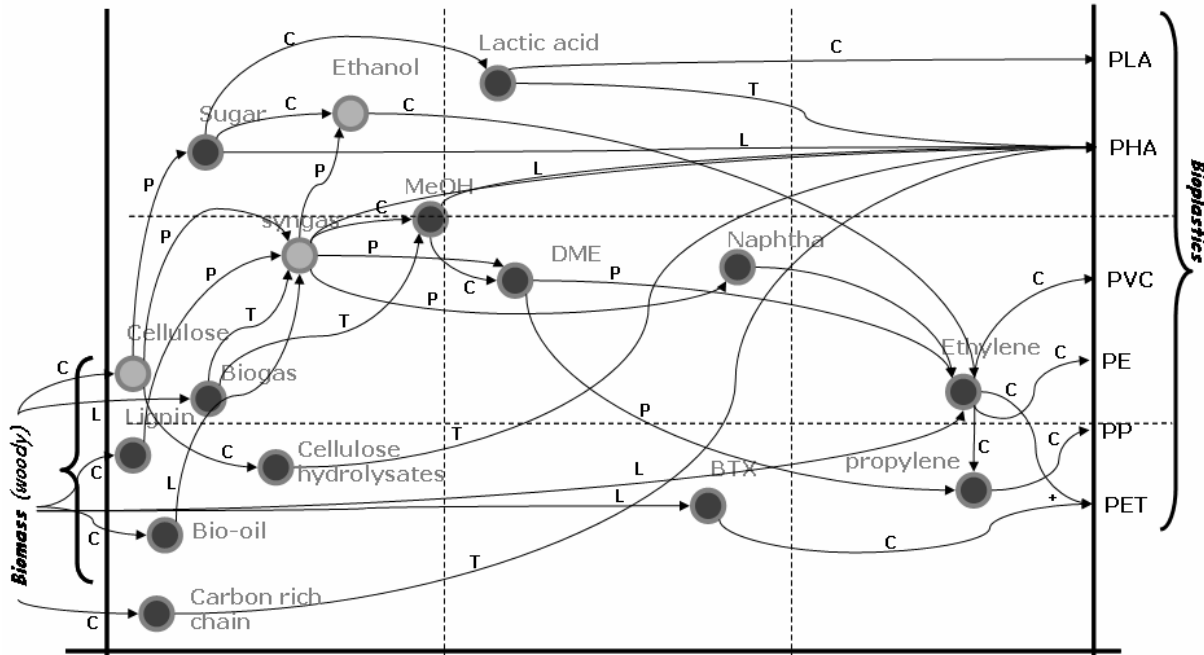 C
Lactic acid
C
PLA
Ethanol
T
Sugar
C
C
L
PHA
P
P
L
MeOH
syngas
C
P
P
P
DME
Naphtha
C
P
P
C
PVC
T
T
Cellulose
Ethylene
C
PE
C
Biogas
C
L
Lignin
P
PP
C
C
T
C
Cellulose
hydrolysates
BTX
propylene
C
L
L
L
+
PET
Bio-oil
C
C
T
Carbon rich
chain
C
Biomass (woody)
Bioplastics